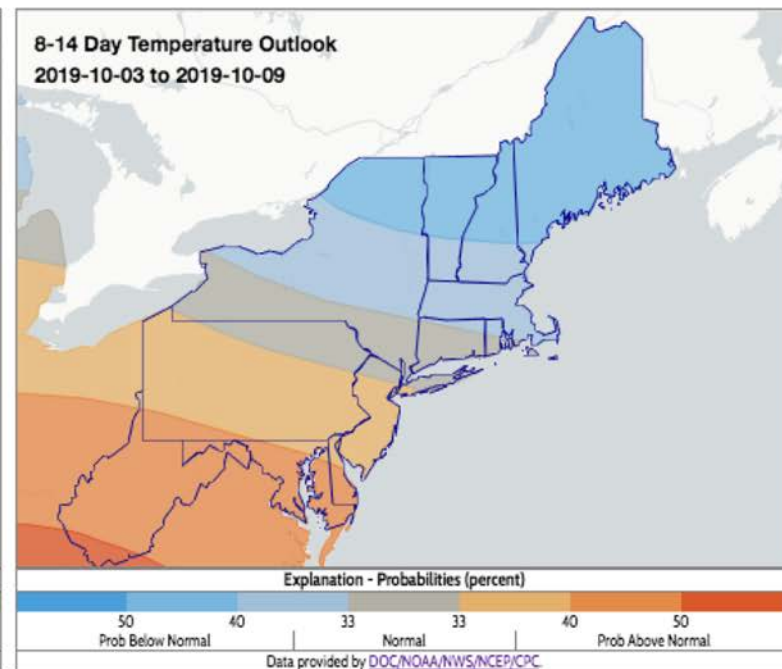 8-14 Day Temperature Outlook
2019-10-03 to 2019-10-09
Explanation - Probabilities (percent)
50 40 33 33 40 50
Prob Below Normal | Normal | Prob Above Normal
Data provided by DOC/NOAA/NWS/NCEP/CPC